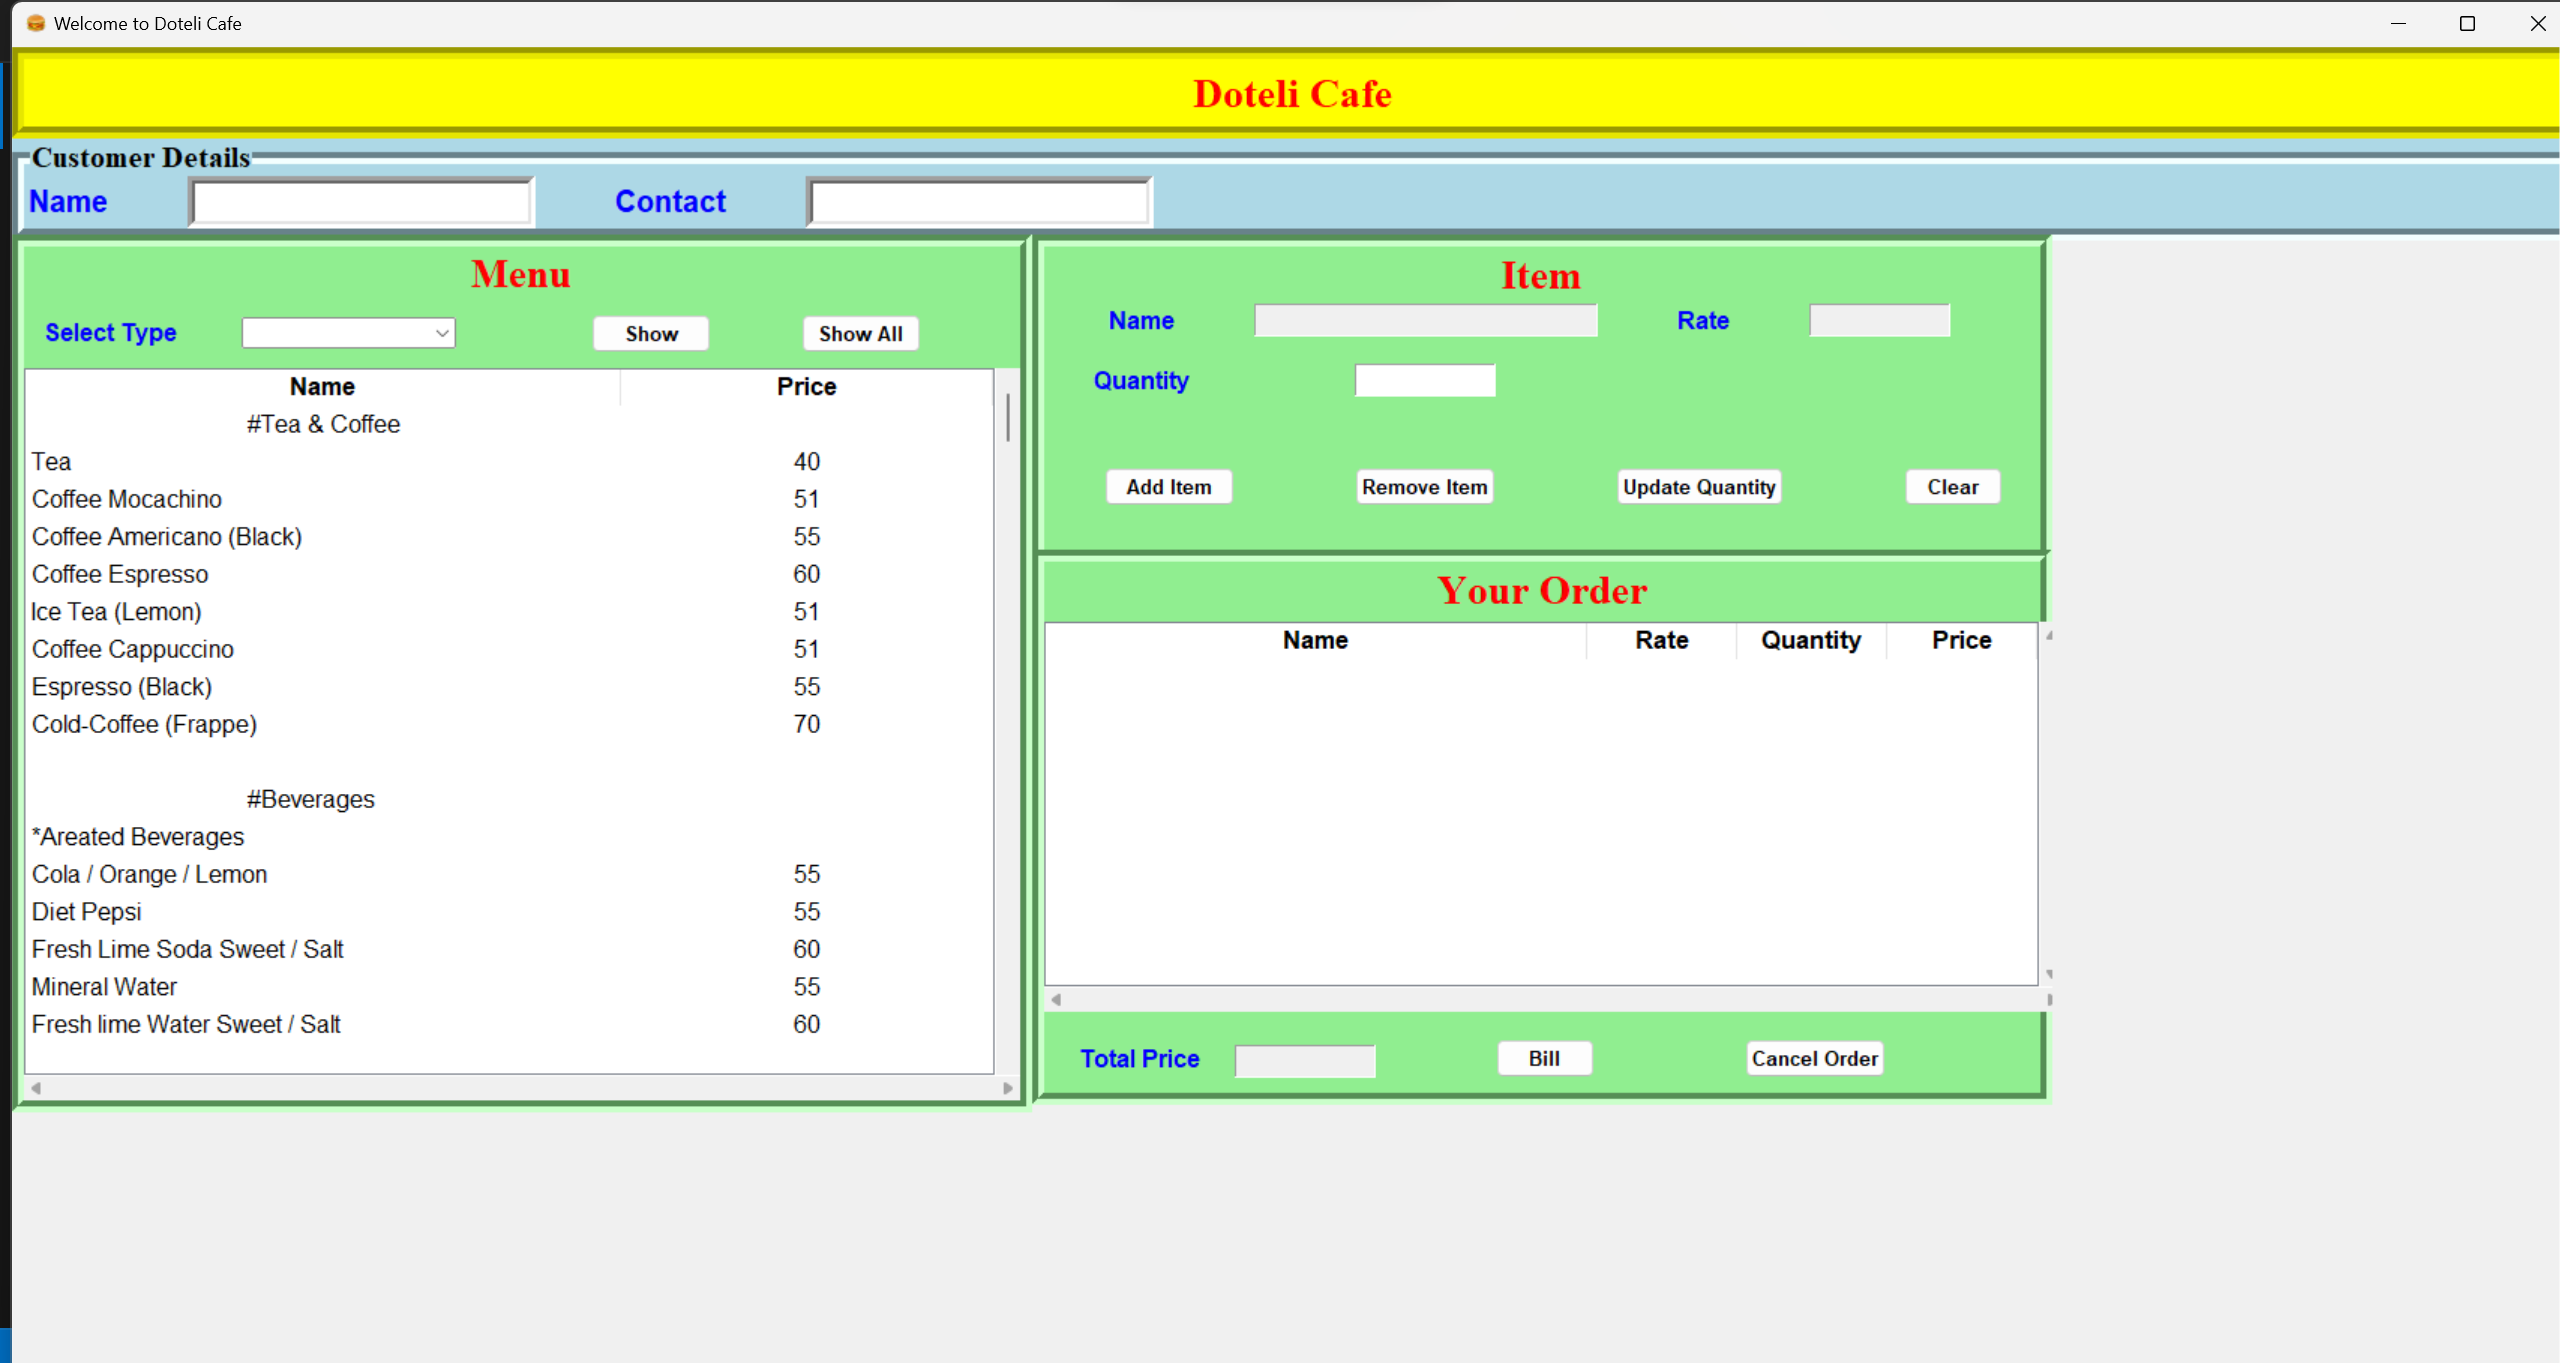 Welcome to Doteli Cafe
Doteli Cafe
Customer Details
Name Contact
Menu
Select Type Show Show All
Name Price
#Tea & Coffee
Tea 40
Coffee Mocachino 51
Coffee Americano (Black) 55
Coffee Espresso 60
Ice Tea (Lemon) 51
Coffee Cappuccino 51
Espresso (Black) 55
Cold-Coffee (Frappe) 70
#Beverages
*Areated Beverages
Cola / Orange / Lemon 55
Diet Pepsi 55
Fresh Lime Soda Sweet / Salt 60
Mineral Water 55
Fresh lime Water Sweet / Salt 60
Item
Name Rate
Quantity
Add Item Remove Item Update Quantity Clear
Your Order
Name Rate Quantity Price
Total Price Bill Cancel Order